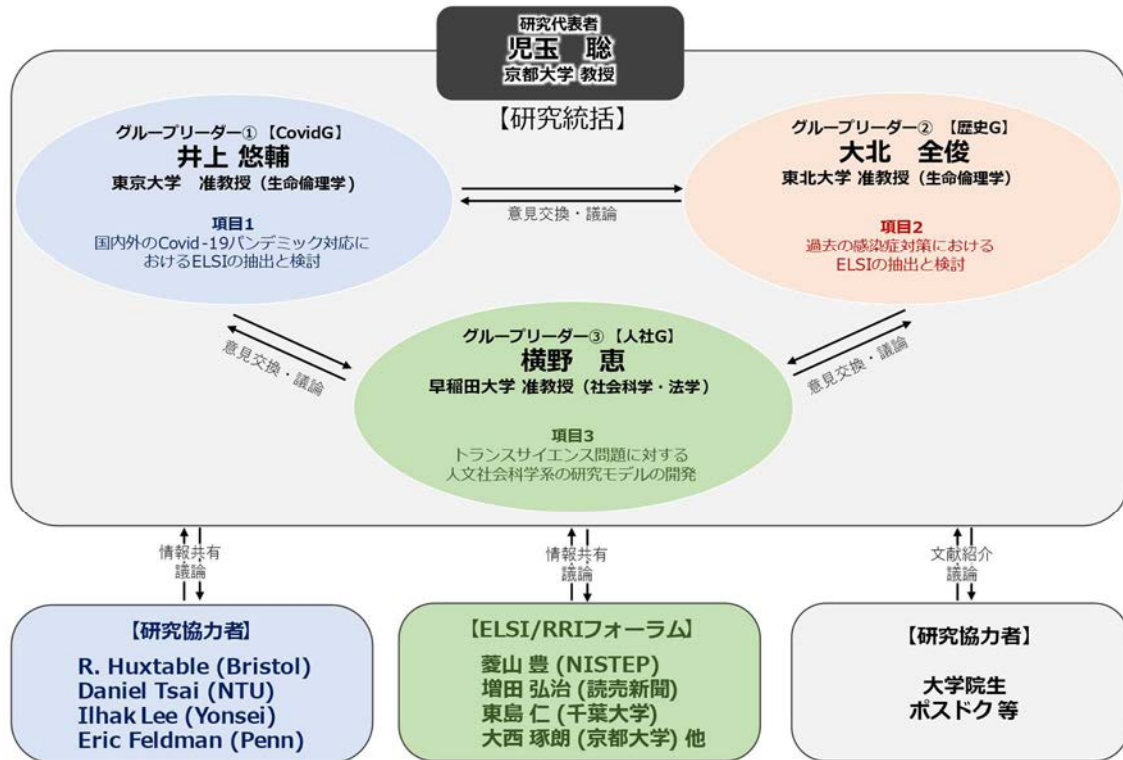 研究代表者
児玉　聡
京都大学 教授
【研究統括】
グループリーダー① 【CovidG】
井上 悠輔
東京大学　准教授（生命倫理学)
項目1
国内外のCovid-19パンデミック対応に
おけるELSIの抽出と検討
グループリーダー② 【歴史G】
大北　全俊
東北大学 准教授（生命倫理学）
項目2
過去の感染症対策における
ELSIの抽出と検討
意見交換・議論
グループリーダー③【人社G】
横野　恵
早稲田大学 准教授（社会科学・法学）
項目3
トランスサイエンス問題に対する
人文社会科学系の研究モデルの開発
意見交換・議論
意見交換・議論
情報共有
議論
情報共有
議論
文献紹介
議論
【研究協力者】
R. Huxtable (Bristol)
Daniel Tsai (NTU)
Ilhak Lee (Yonsei)
Eric Feldman (Penn)
【ELSI/RRIフォーラム】
菱山 豊 (NISTEP)
増田 弘治 (読売新聞)
東島 仁 (千葉大学)
大西 琢朗 (京都大学) 他
【研究協力者】
大学院生
ポスドク 等